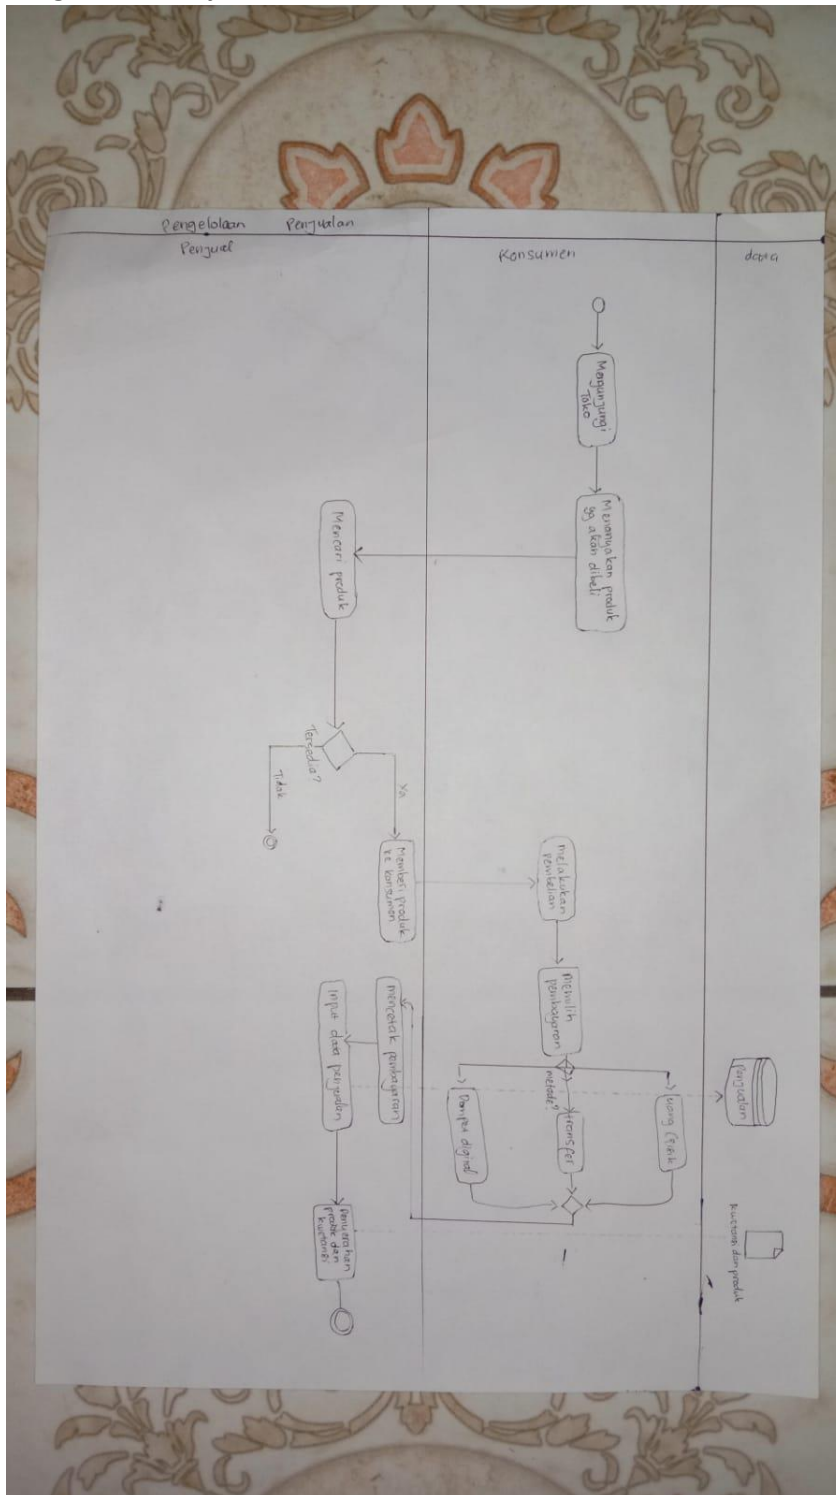 Pengelolaan Penjualan
Penjual
Konsumen
data
Mengunjungi
Toko
Menanyakan produk
yg akan dibeli
Mencari produk
Tersedia?
Tidak
Ya
Memberi produk
ke konsumen
melakukan
pembelian
memilih
pembayaran
metode?
Dompet digital
transfer
uang
mencetak pembayaran
Input data penjualan
Penjualan
Penyerahan
produk dan
kwitansi
kwitansi dan produk